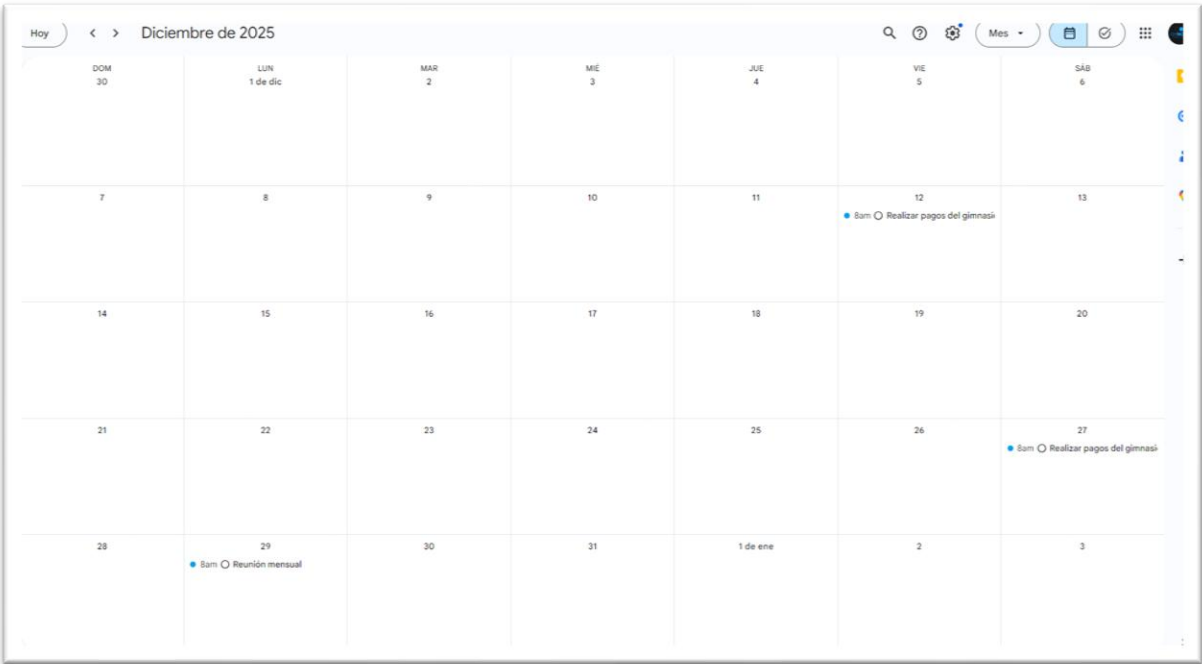 Hoy
Diciembre de 2025
Mes
DOM LUN MAR MIÉ JUE VIE SÁB
30 1 de dic 2 3 4 5 6
7 8 9 10 11 12 13
8am Realizar pagos del gimnasi
14 15 16 17 18 19 20
21 22 23 24 25 26 27
8am Realizar pagos del gimnasi
28 29 30 31 1 de ene 2 3
8am Reunión mensual